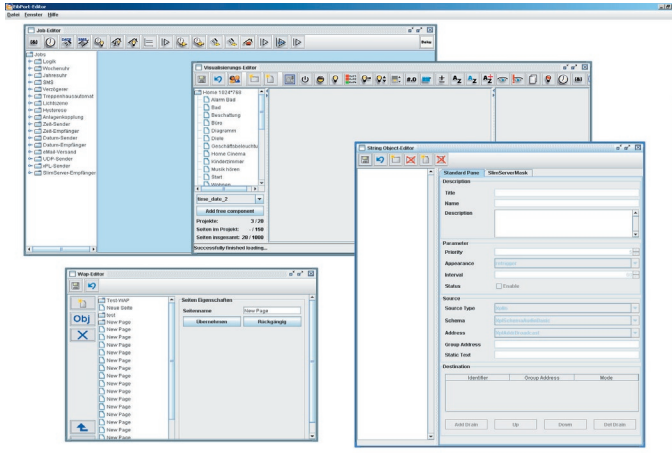 EibPort-Editor
Datei Fenster Hilfe
Job-Editor
Jobs
Logik
Wochenuhr
Jahresuhr
SMS
Verzögerer
Treppenhausautomat
Lichtszene
Hysterese
Anlagenkopplung
Zeit-Sender
Zeit-Empfänger
Datum-Sender
Datum-Empfänger
eMail-Versand
UDP-Sender
xPL-Sender
SlimServer-Empfänger
Visualisierungs-Editor
Home 1024*768
Alarm Bad
Bad
Beschattung
Büro
Diagramm
Diele
Geschäftsbeleuchtu
Home Cinema
Kinderzimmer
Musik hören
Start
time_date_2
Add free component
Projekte: 3 / 20
Seiten im Projekt: - / 150
Seiten insgesamt: 20 / 1000
Successfully finished loading...
String Object-Editor
Standard Pane SlimServerMask
Description
Title
Name
Description
Parameter
Priority
Appearance
Interval
Status Enable
Source
Source Type
Schema
Address
Group Address
Static Text
Destination
Identifier Group Address Mode
Add Drain Up Down Del Drain
Wap-Editor
Obj
Test-WAP
Neue Seite
test
New Page
New Page
New Page
New Page
New Page
New Page
New Page
New Page
New Page
New Page
New Page
New Page
New Page
New Page
Seiten Eigenschaften
Seitenname New Page
Übernehmen Rückgängig